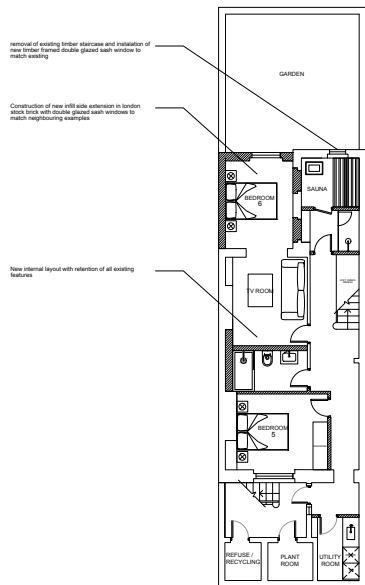 removal of existing timber staircase and instalation of
new timber framed double glazed sash window to
match existing
GARDEN
Construction of new infill side extension in london
stock brick with double glazed sash windows to
match neighbouring examples
SAUNA
BEDROOM
6
New internal layout with retention of all existing
features
TV ROOM
BEDROOM
5
REFUSE /
RECYCLING
PLANT
ROOM
UTILITY
ROOM